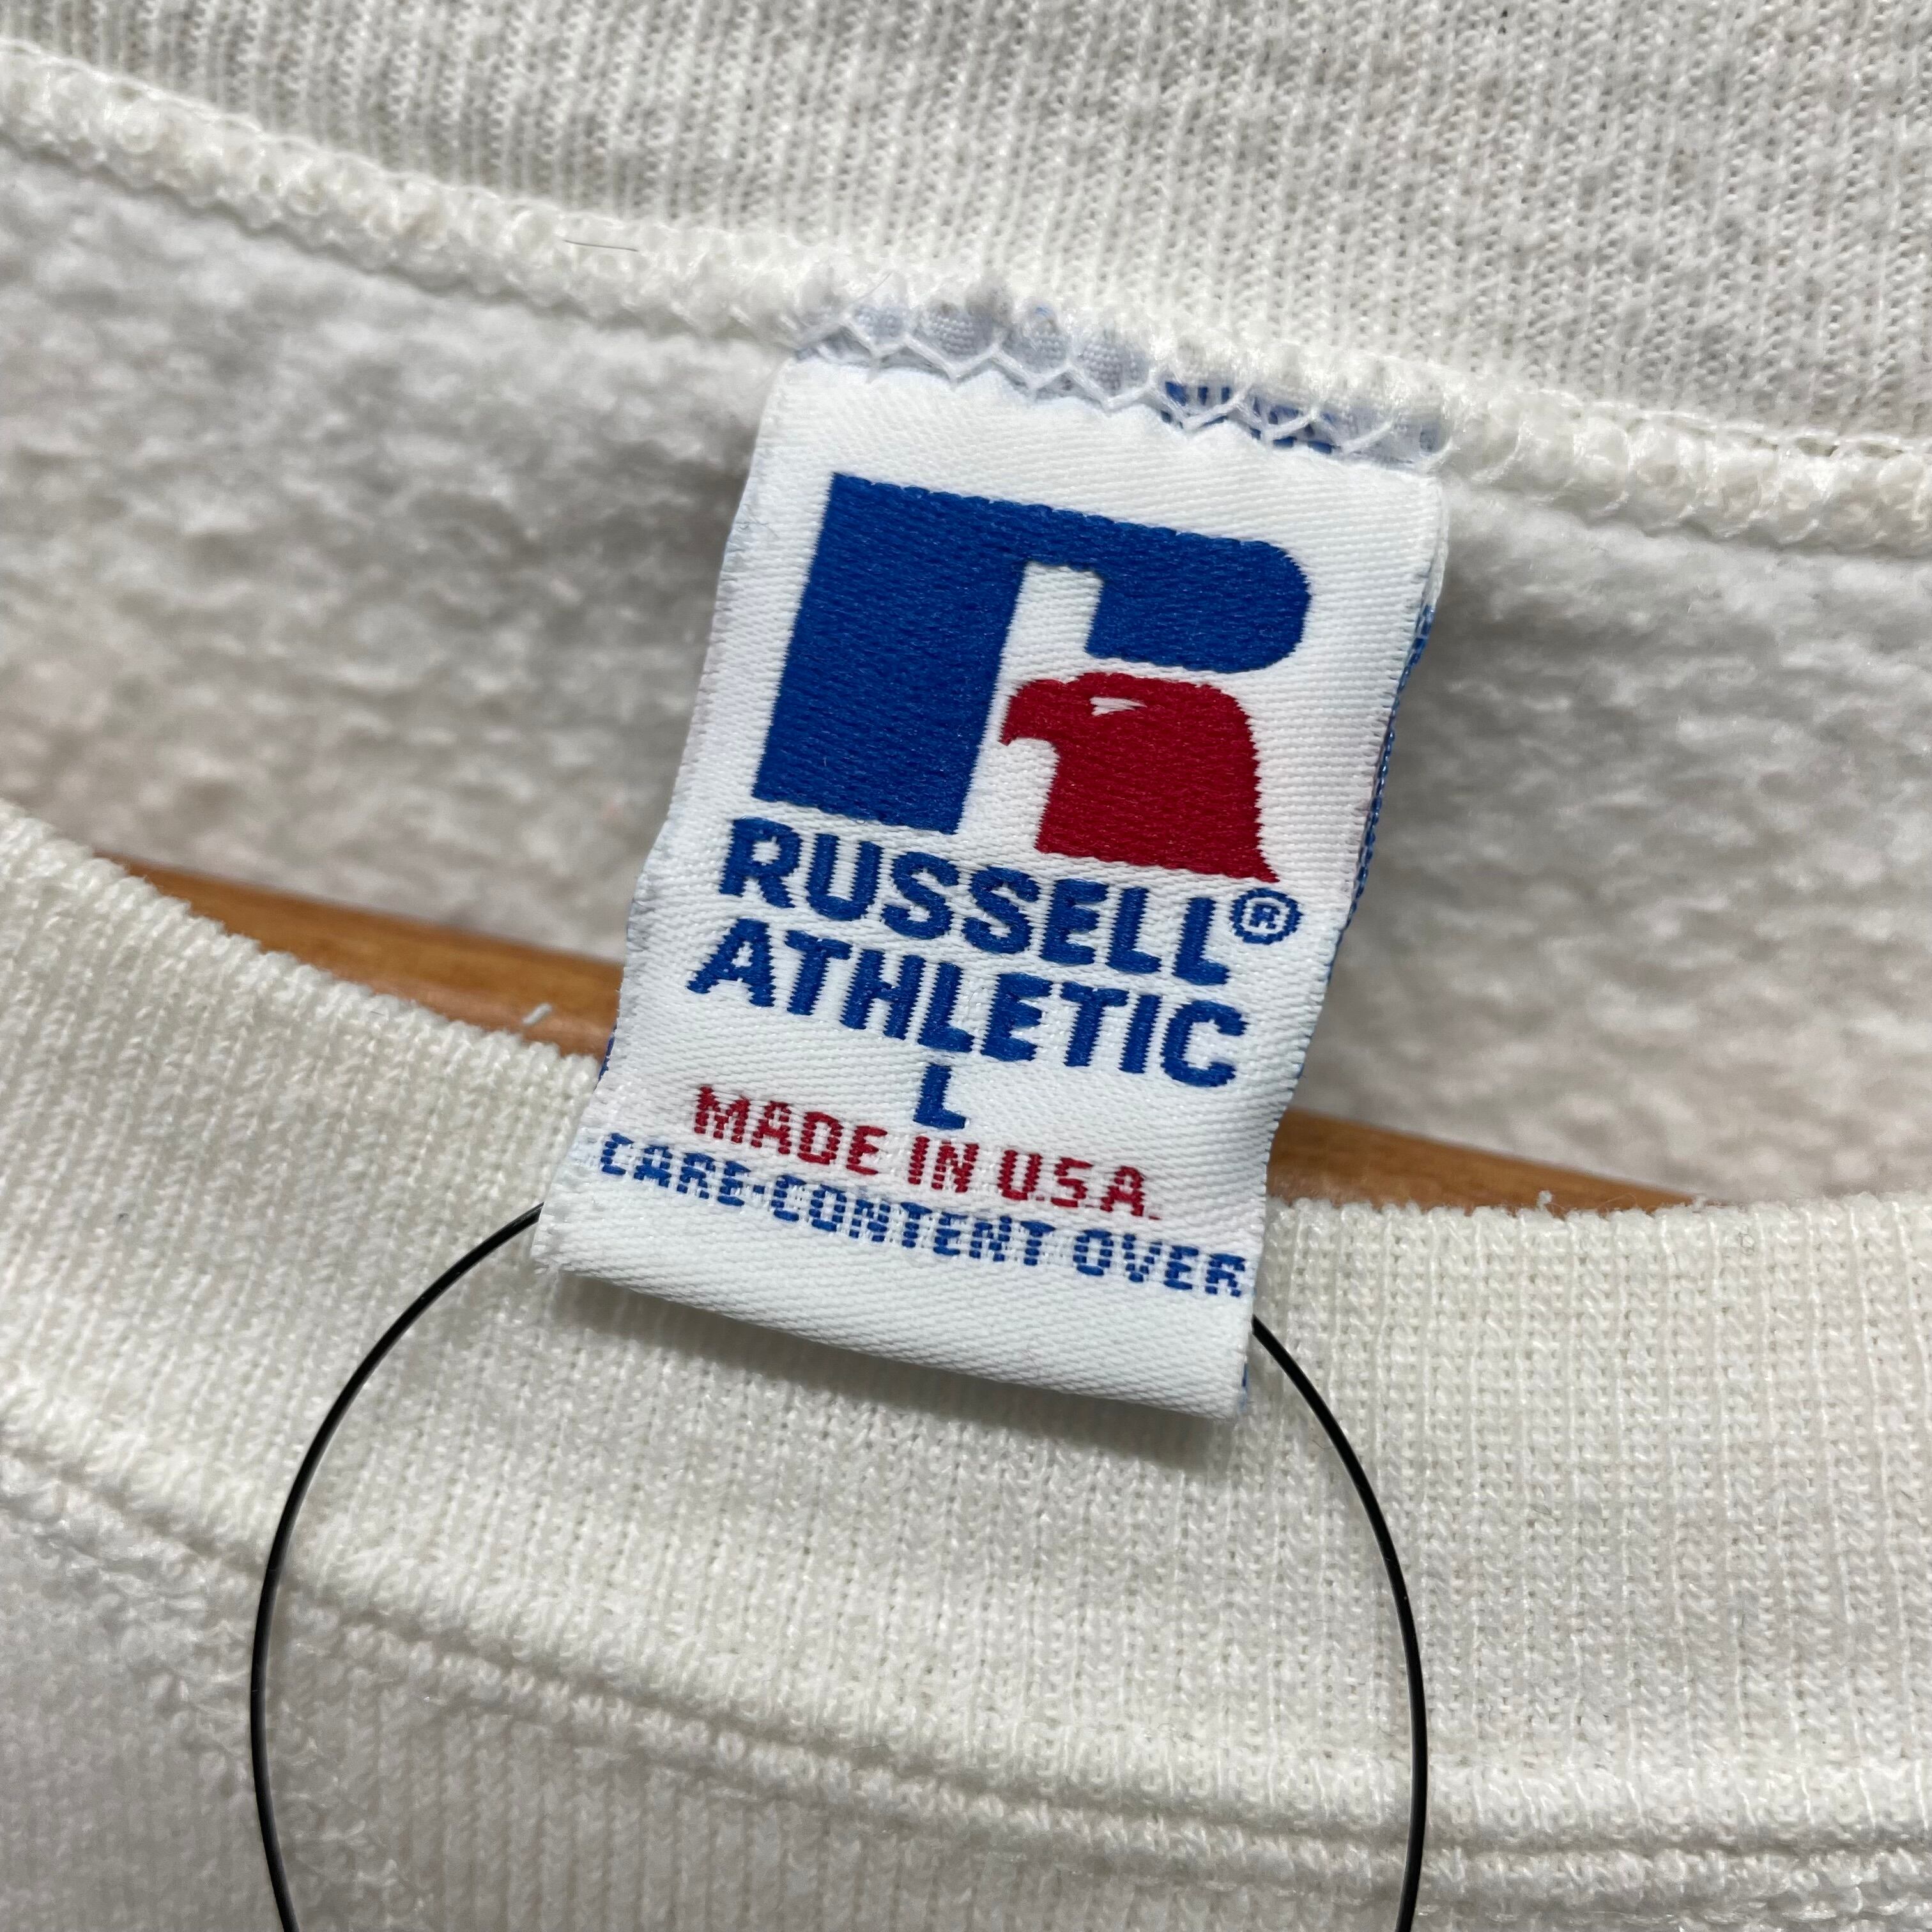 RUSSELL®
ATHLETIC
L
MADE IN U.S.A.
CARE-CONTENT OVER